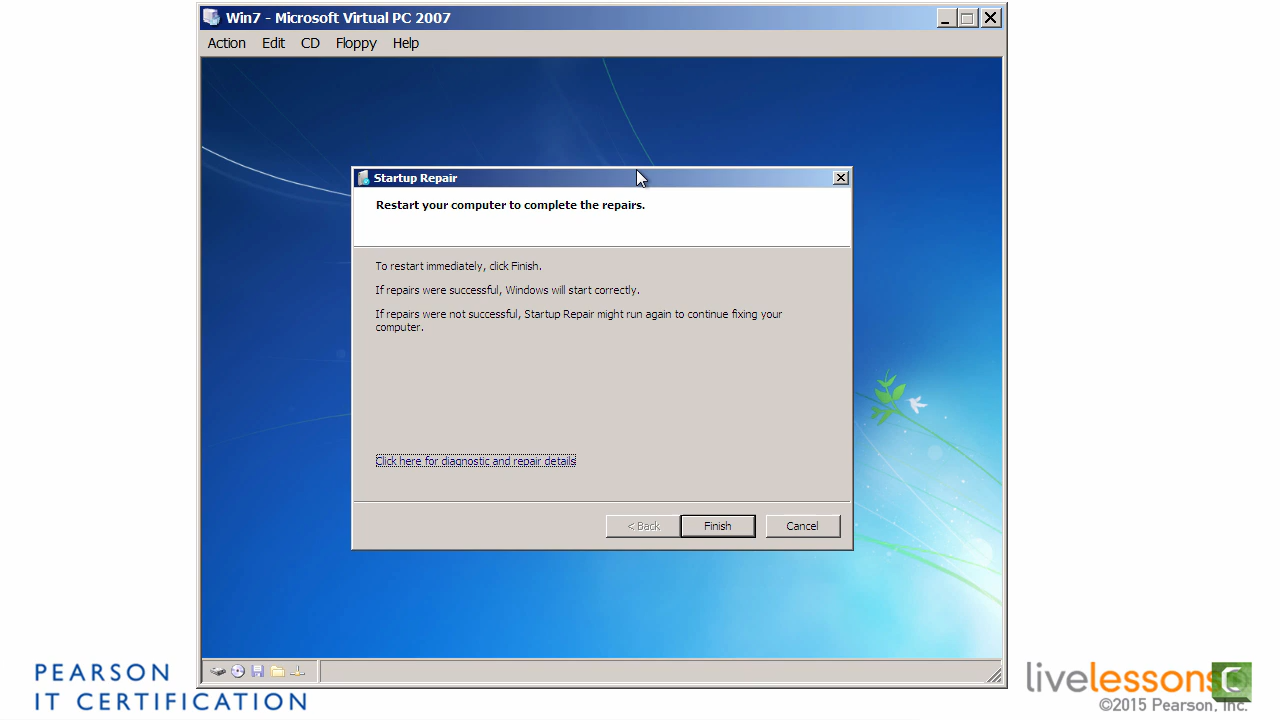 Win7 - Microsoft Virtual PC 2007
Action Edit CD Floppy Help
Startup Repair
Restart your computer to complete the repairs.
To restart immediately, click Finish.
If repairs were successful, Windows will start correctly.
If repairs were not successful, Startup Repair might run again to continue fixing your
computer.
Click here for diagnostic and repair details
< Back Finish Cancel
PEARSON
IT CERTIFICATION
livelessons
©2015 Pearson, Inc.